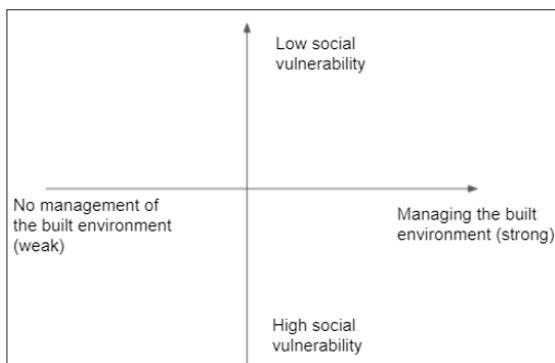 Low social
vulnerability
No management of
the built environment
(weak)
Managing the built
environment (strong)
High social
vulnerability